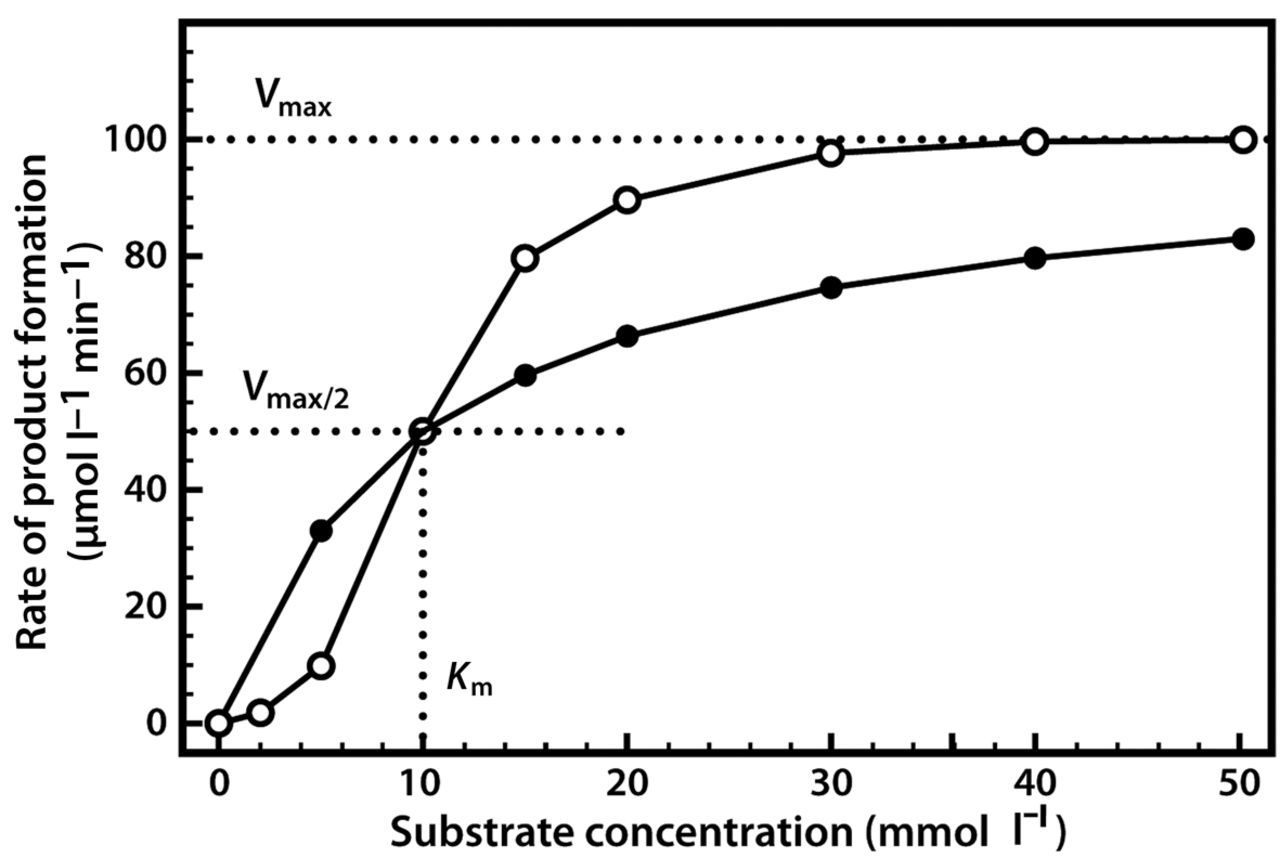 Vmax
100
80
Vmax/2
60
40
20
0
Km
0 10 20 30 40 50
Substrate concentration (mmol l–l)
Rate of product formation
(μmol l–1 min–1)